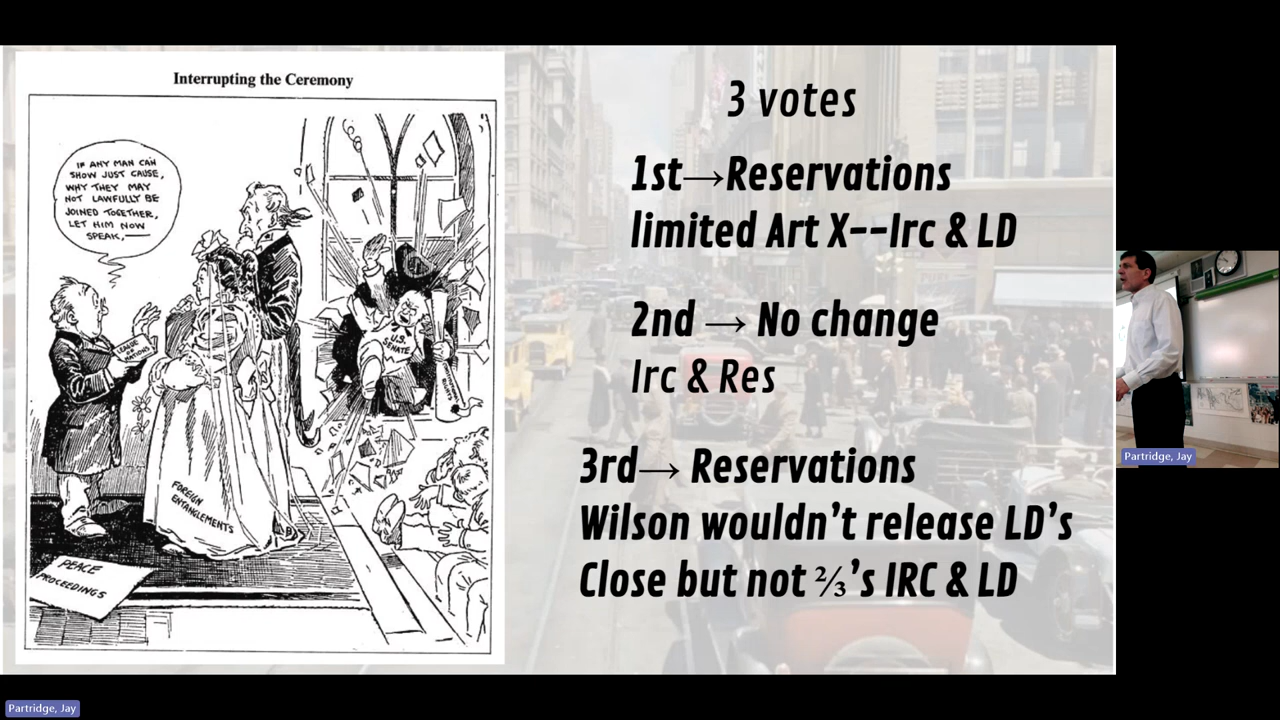 Interrupting the Ceremony
IF ANY MAN CAN
SHOW JUST CAUSE,
WHY THEY MAY
NOT LAWFULLY BE
JOINED TOGETHER,
LET HIM NOW
SPEAK,—
LEAGUE
OF
NATIONS
U.S.
SENATE
FOREIGN
ENTANGLEMENTS
PEACE
PROCEEDINGS
3 votes
1st→Reservations
limited Art X--Irc & LD
2nd → No change
Irc & Res
3rd→ Reservations
Wilson wouldn’t release LD’s
Close but not ⅔’s IRC & LD
Partridge, Jay
Partridge, Jay